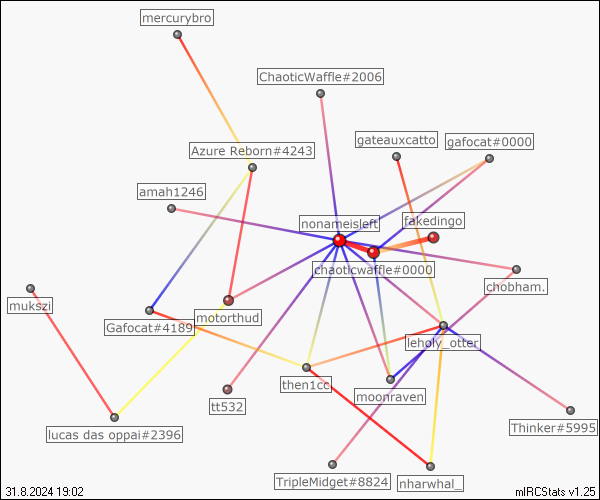 mercurybro
ChaoticWaffle#2006
gateauxcatto
gafocat#0000
Azure Reborn#4243
amah1246
nonameisleft
fakedingo
chaoticwaffle#0000
chobham.
mukszi
motorthud
Gafocat#4189
leholy_otter
then1cc
moonraven
tt532
Thinker#5995
lucas das oppai#2396
TripleMidget#8824
nharwhal_
31.8.2024 19:02
mIRCStats v1.25